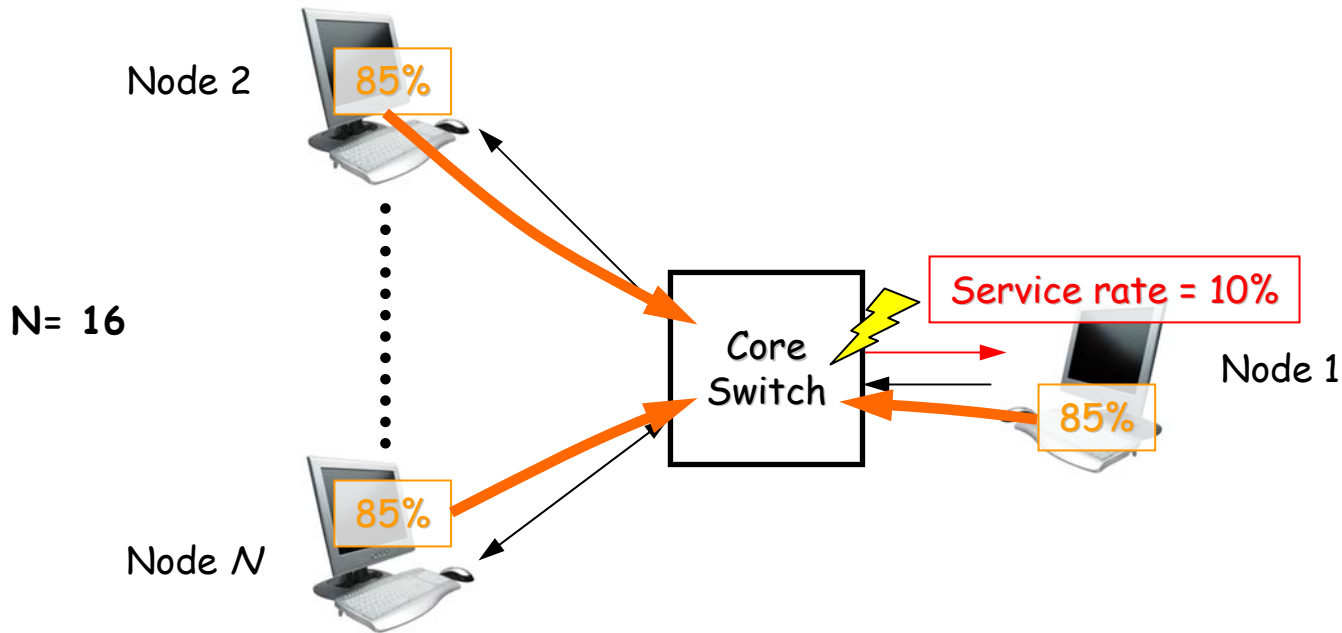 Node 2
85%
N= 16
Service rate = 10%
Core
Switch
Node 1
85%
85%
Node N